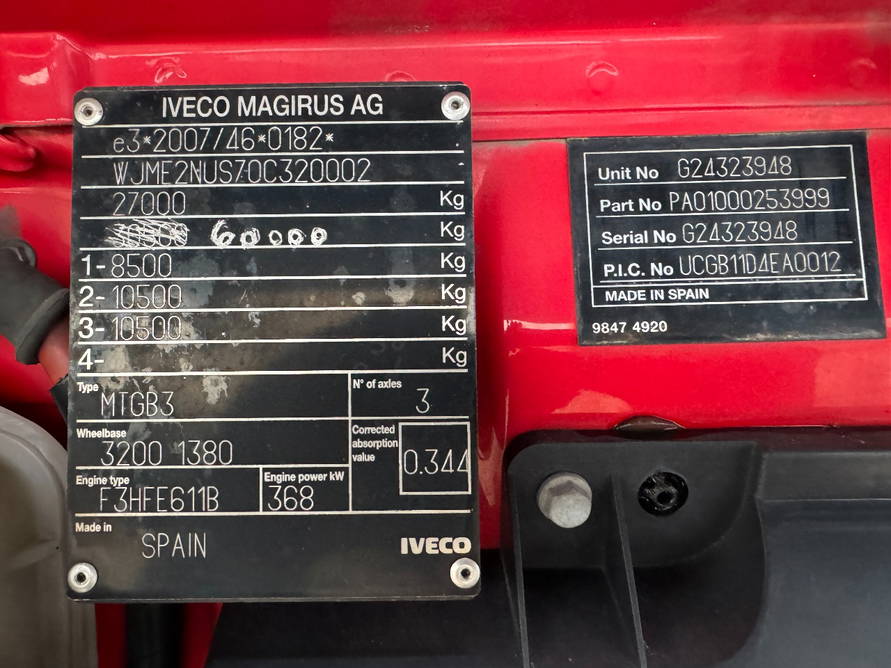 IVECO MAGIRUS AG
e3*2007/46*0182*
WJME2NUS70C320002
27000 Kg
60000 Kg
1- 8500 Kg
2- 10500 Kg
3- 10500 Kg
4- Kg
Type MTGB3 N° of axles 3
Wheelbase 3200 1380
Corrected absorption value 0.344
Engine type F3HFE611B Engine power kW 368
Made in SPAIN
IVECO
Unit No G24323948
Part No PA01000253999
Serial No G24323948
P.I.C. No UCGB11D4EA0012
MADE IN SPAIN
9847 4920